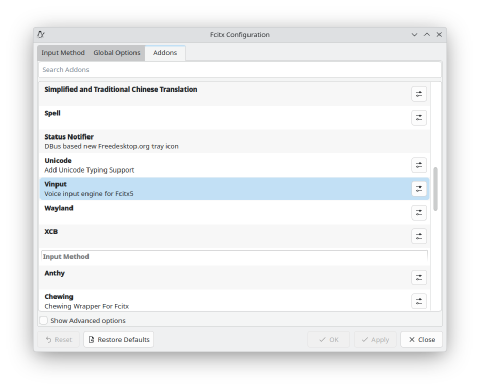 Fcitx Configuration
Input Method Global Options Addons
Search Addons
Simplified and Traditional Chinese Translation
Spell
Status Notifier
DBus based new Freedesktop.org tray icon
Unicode
Add Unicode Typing Support
Vinput
Voice input engine for Fcitx5
Wayland
XCB
Input Method
Anthy
Chewing
Chewing Wrapper For Fcitx
Show Advanced options
Reset Restore Defaults OK Apply Close